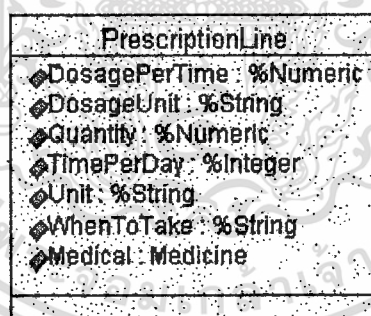 PrescriptionLine
DosagePerTime : %Numeric
DosageUnit : %String
Quantity : %Numeric
TimePerDay : %Integer
Unit : %String
WhenToTake : %String
Medical : Medicine